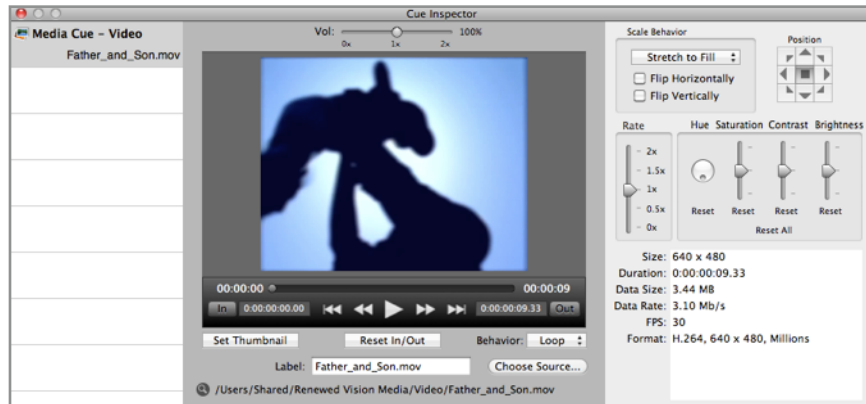 Cue Inspector
Media Cue - Video
Father_and_Son.mov
Vol:
100%
0x 1x 2x
00:00:00 00:00:09
In 0:00:00:00.00 0:00:00:09.33 Out
Set Thumbnail Reset In/Out Behavior: Loop
Label: Father_and_Son.mov Choose Source...
/Users/Shared/Renewed Vision Media/Video/Father_and_Son.mov
Scale Behavior
Stretch to Fill
Flip Horizontally
Flip Vertically
Position
Rate
2x
1.5x
1x
0.5x
0x
Hue Saturation Contrast Brightness
Reset Reset Reset Reset
Reset All
Size: 640 x 480
Duration: 0:00:00:09.33
Data Size: 3.44 MB
Data Rate: 3.10 Mb/s
FPS: 30
Format: H.264, 640 x 480, Millions